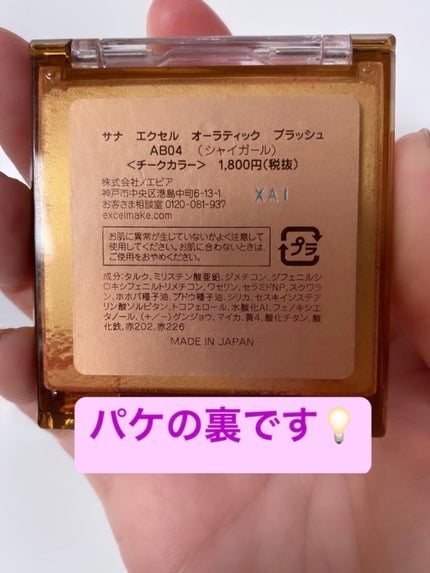 サナ エクセル オーラティック ブラッシュ
AB04 （シャイガール）
<チークカラー> 1,800円(税抜)
株式会社ノエビア
神戸市中央区港島中町6-13-1
お客さま相談室 0120-081-937
excelmake.com
XA1
お肌に異常が生じていないかよく注意して
使用してください。お肌に合わないときは、
ご使用をおやめください。
プラ
成分：タルク、ミリスチン酸亜鉛、ジメチコン、ジフェニルシ
ロキシフェニルトリメチコン、ワセリン、セラミドNP、スクワラ
ン、ホホバ種子油、ブドウ種子油、シリカ、セスキイソステア
リン酸ソルビタン、トコフェロール、水酸化Al、フェノキシエ
タノール、(+/−)グンジョウ、マイカ、黄4、酸化チタン、酸
化鉄、赤202、赤226
MADE IN JAPAN
パケの裏です💡